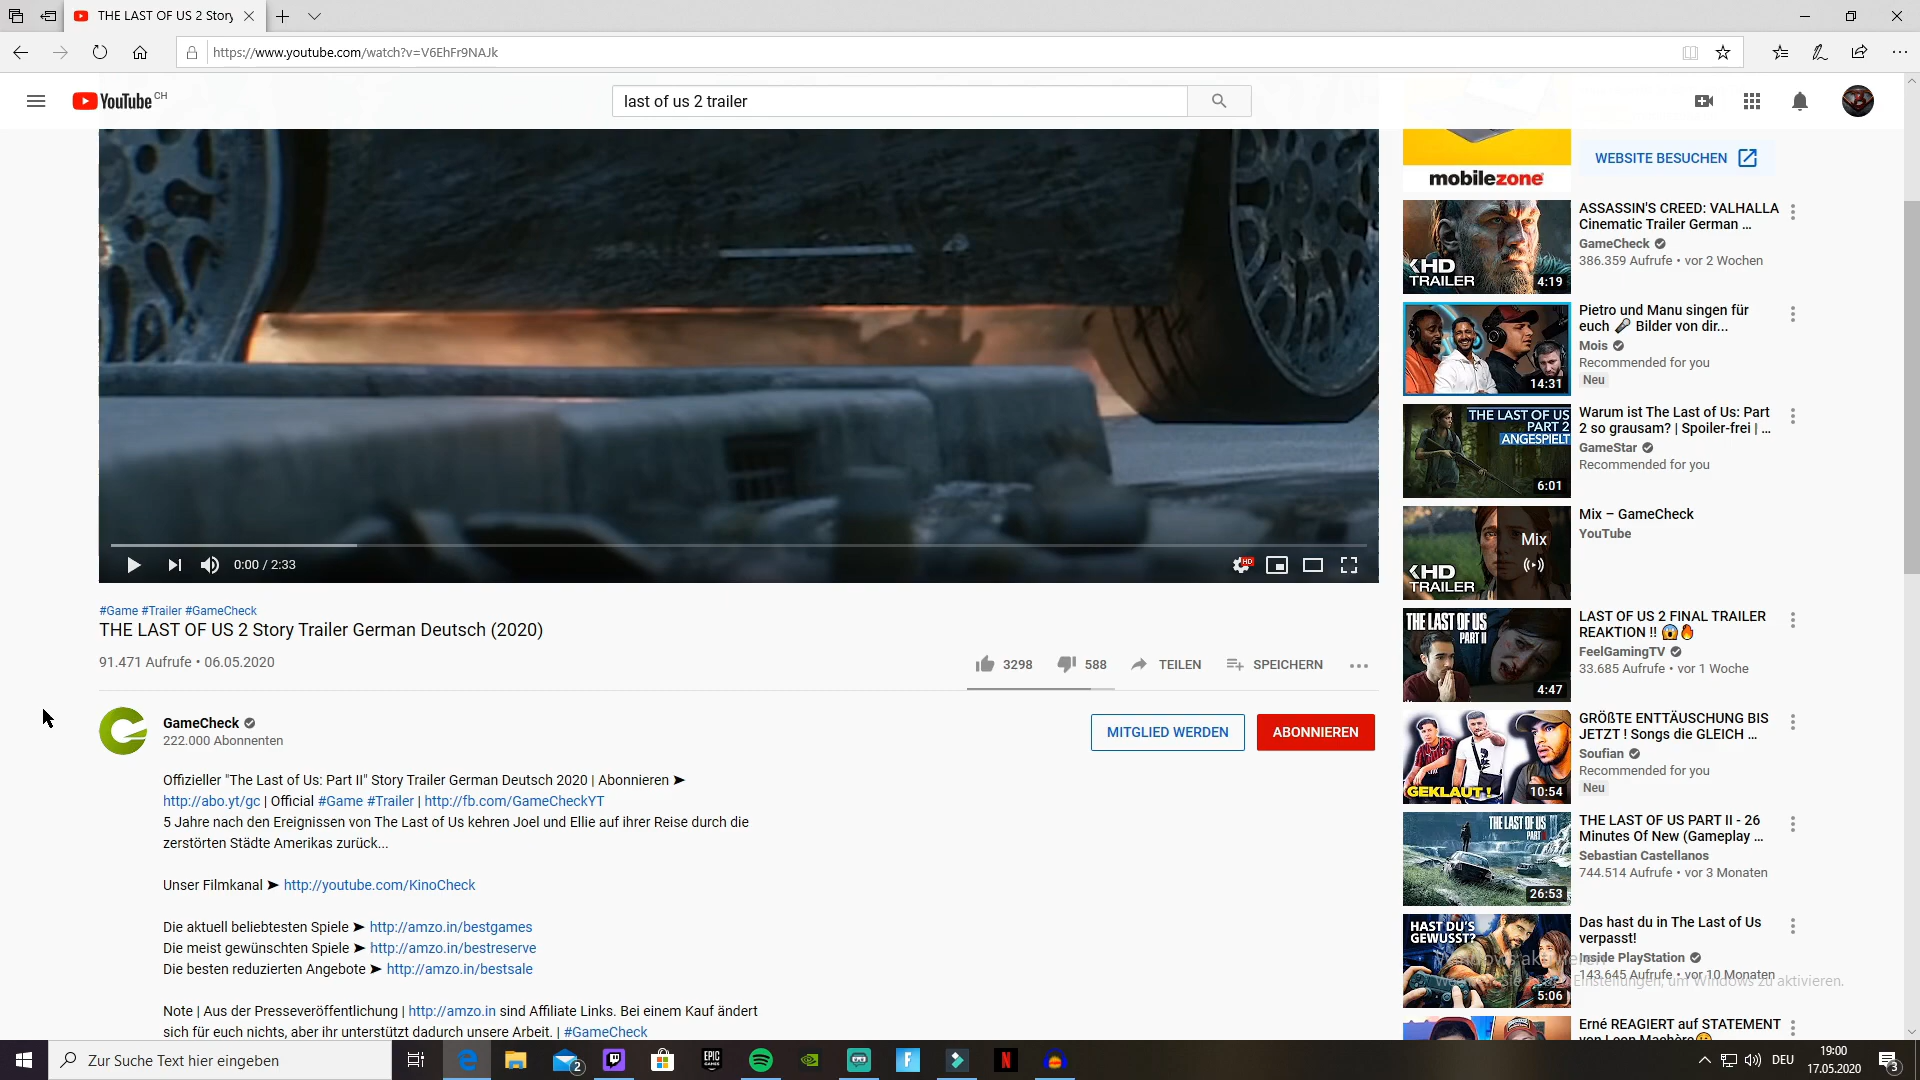 THE LAST OF US 2 Story
https://www.youtube.com/watch?v=V6EhFr9NAJk
YouTube CH
last of us 2 trailer
0:00 / 2:33
#Game #Trailer #GameCheck
THE LAST OF US 2 Story Trailer German Deutsch (2020)
91.471 Aufrufe • 06.05.2020
3298
588
TEILEN
SPEICHERN
GameCheck
222.000 Abonnenten
MITGLIED WERDEN
ABONNIEREN
Offizieller "The Last of Us: Part II" Story Trailer German Deutsch 2020 | Abonnieren ➤
http://abo.yt/gc | Official #Game #Trailer | http://fb.com/GameCheckYT
5 Jahre nach den Ereignissen von The Last of Us kehren Joel und Ellie auf ihrer Reise durch die
zerstörten Städte Amerikas zurück...
Unser Filmkanal ➤ http://youtube.com/KinoCheck
Die aktuell beliebtesten Spiele ➤ http://amzo.in/bestgames
Die meist gewünschten Spiele ➤ http://amzo.in/bestreserve
Die besten reduzierten Angebote ➤ http://amzo.in/bestsale
Note | Aus der Presseveröffentlichung | http://amzo.in sind Affiliate Links. Bei einem Kauf ändert
sich für euch nichts, aber ihr unterstützt dadurch unsere Arbeit. | #GameCheck
mobilezone
WEBSITE BESUCHEN
KHD
TRAILER
4:19
ASSASSIN'S CREED: VALHALLA
Cinematic Trailer German ...
GameCheck
386.359 Aufrufe • vor 2 Wochen
14:31
Pietro und Manu singen für
euch 🎤 Bilder von dir...
Mois
Recommended for you
Neu
THE LAST OF US
PART 2
ANGESPIELT
6:01
Warum ist The Last of Us: Part
2 so grausam? | Spoiler-frei | ...
GameStar
Recommended for you
Mix
KHD
TRAILER
Mix – GameCheck
YouTube
THE LAST OF US
PART II
4:47
LAST OF US 2 FINAL TRAILER
REAKTION !! 😱🔥
FeelGamingTV
33.685 Aufrufe • vor 1 Woche
GEKLAUT !
10:54
GRÖßTE ENTTÄUSCHUNG BIS
JETZT ! Songs die GLEICH ...
Soufian
Recommended for you
Neu
THE LAST OF US
PART
26:53
THE LAST OF US PART II - 26
Minutes Of New (Gameplay ...
Sebastian Castellanos
744.514 Aufrufe • vor 3 Monaten
HAST DU'S
GEWUSST?
5:06
Das hast du in The Last of Us
verpasst!
Inside PlayStation
143.645 Aufrufe • vor 10 Monaten
Einstellungen, um Windows zu aktivieren.
Erné REAGIERT auf STATEMENT
Zur Suche Text hier eingeben
2
EPIC
GAMES
DEU
19:00
17.05.2020
3